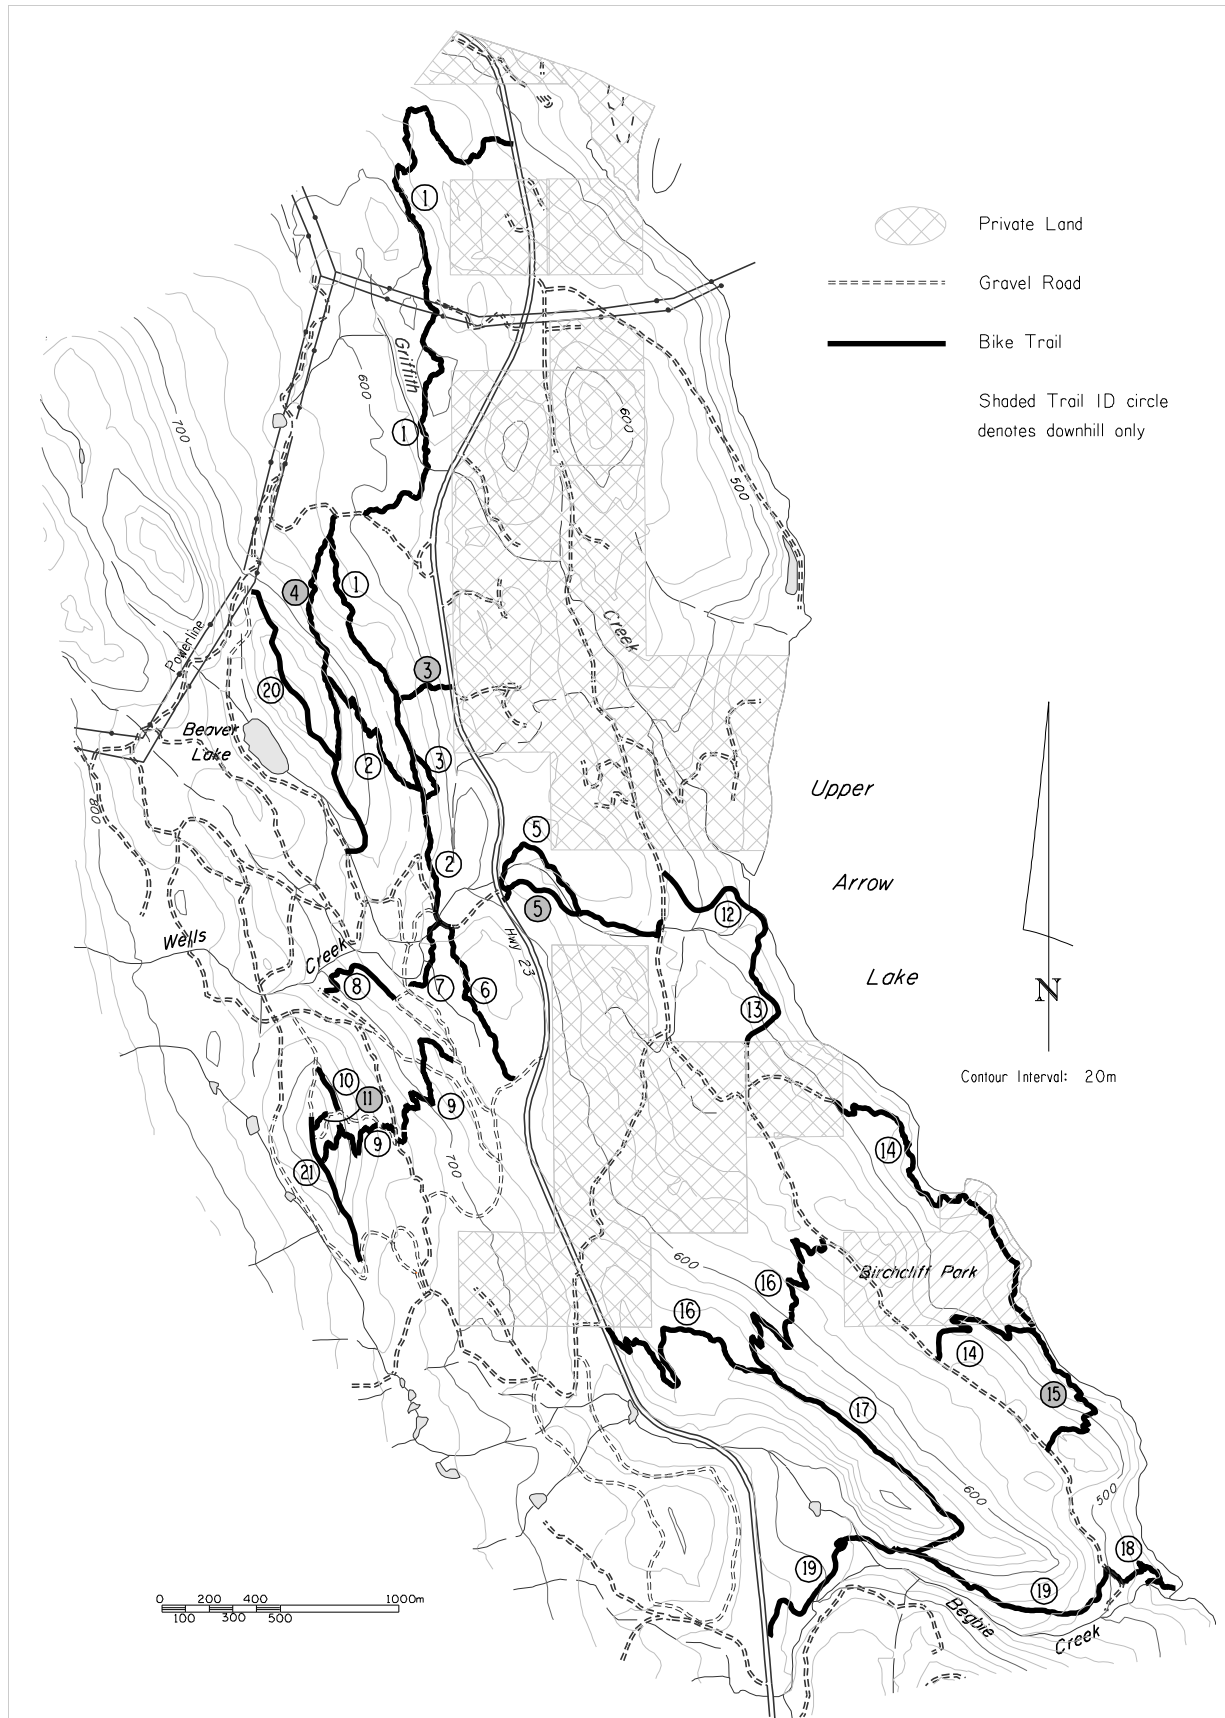 1
Private Land
Gravel Road
Griffith
Bike Trail
600
Shaded Trail ID circle
denotes downhill only
600
700
1
500
4
1
Creek
Powerline
3
20
Beaver
Lake
2
3
Upper
800
5
2
Arrow
5
12
Wells
Hwy 23
Creek
Lake
8
7
6
13
N
10
11
9
Contour Interval: 20m
9
14
21
700
600
16
Birchcliff Park
16
14
15
17
600
500
18
19
19
Begbie
Creek
0 200 400 1000m
100 300 500